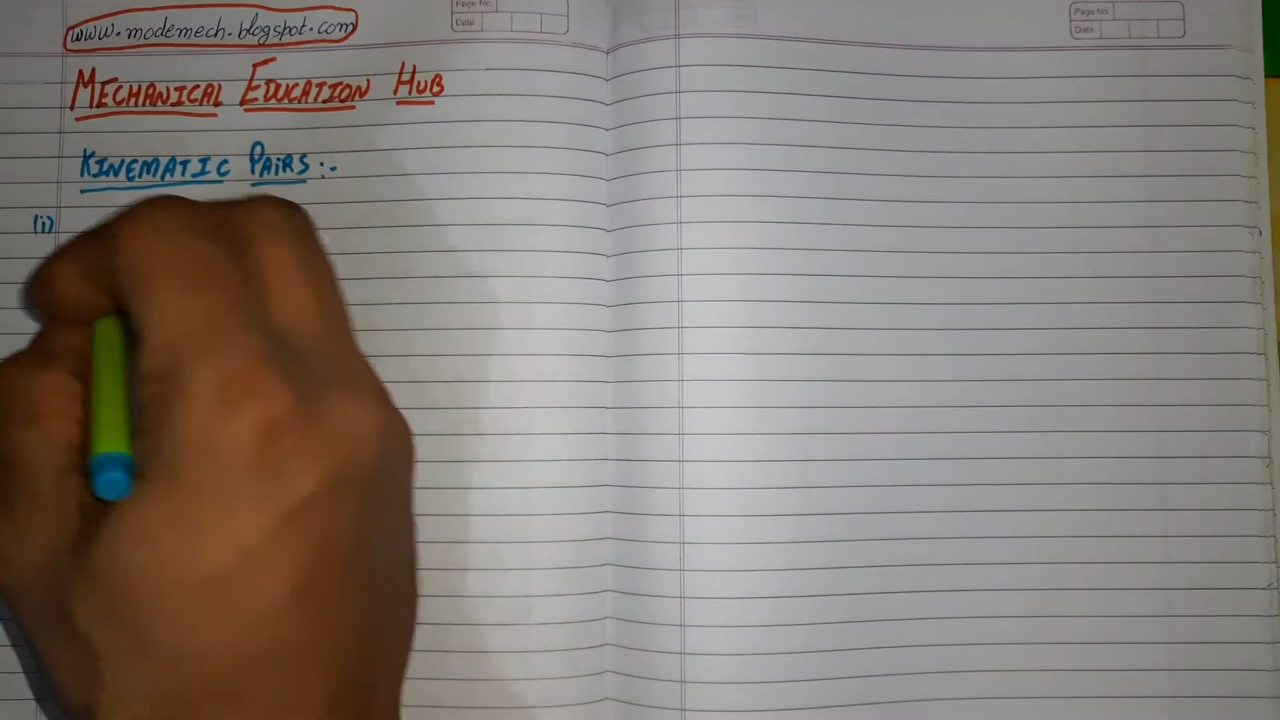 Page No.
Date
Page No
Date
www.modemech.blogspot.com
MECHANICAL EDUCATION HUB
KINEMATIC PAIRS :-
(i)